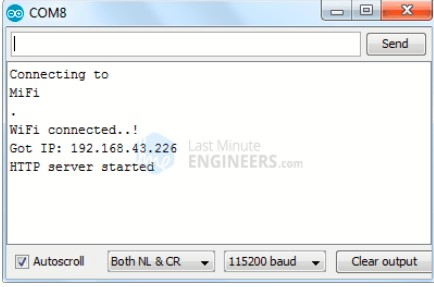 COM8
Send
Connecting to
MiFi
.
WiFi connected..!
Got IP: 192.168.43.226
HTTP server started
Last Minute
ENGINEERS.com
me
Autoscroll
Both NL & CR
115200 baud
Clear output